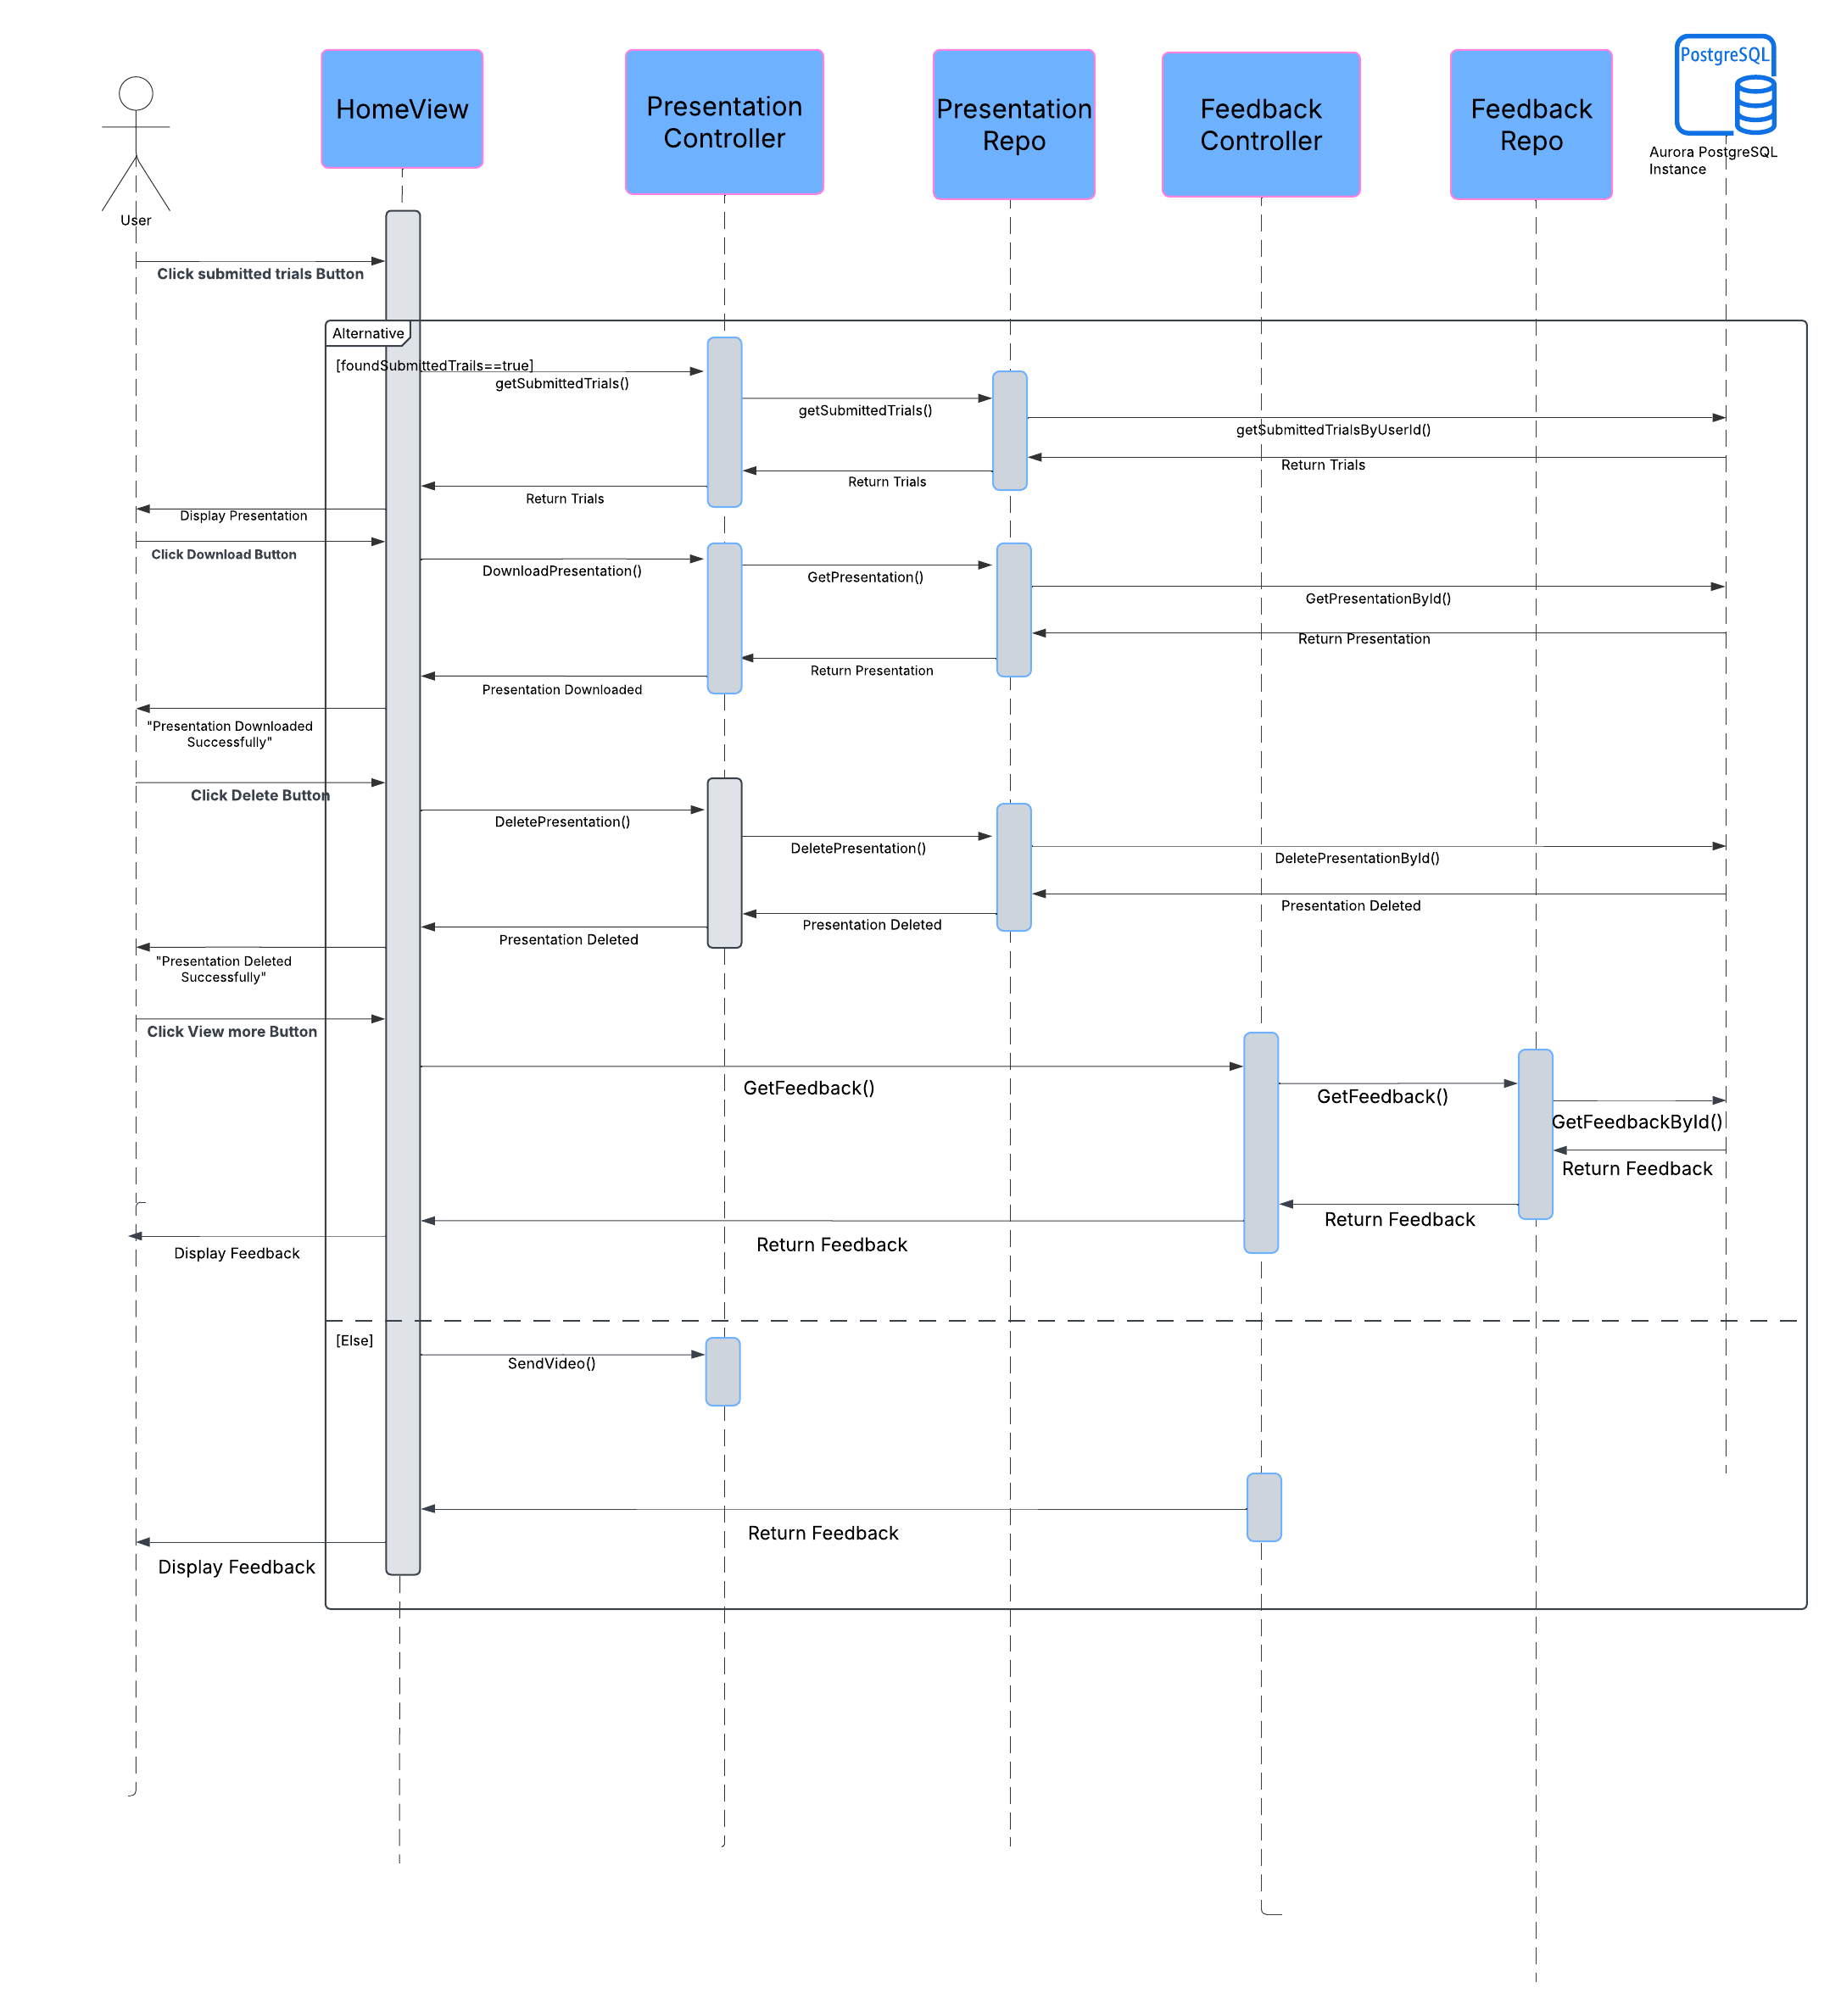 PostgreSQL
HomeView
Presentation
Controller
Presentation
Repo
Feedback
Controller
Feedback
Repo
Aurora PostgreSQL
Instance
User
Click submitted trials Button
Alternative
[foundSubmittedTrails==true]
getSubmittedTrials()
getSubmittedTrials()
getSubmittedTrialsByUserId()
Return Trials
Return Trials
Return Trials
Display Presentation
Click Download Button
DownloadPresentation()
GetPresentation()
GetPresentationById()
Return Presentation
Return Presentation
Presentation Downloaded
"Presentation Downloaded
Successfully"
Click Delete Button
DeletePresentation()
DeletePresentation()
DeletePresentationById()
Presentation Deleted
Presentation Deleted
Presentation Deleted
"Presentation Deleted
Successfully"
Click View more Button
GetFeedback()
GetFeedback()
GetFeedbackById()
Return Feedback
Return Feedback
Return Feedback
Display Feedback
[Else]
SendVideo()
Return Feedback
Display Feedback